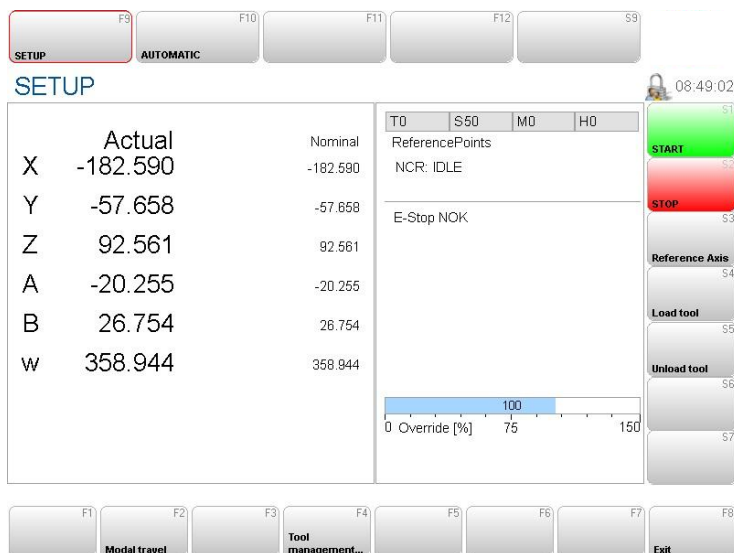 F9 F10 F11 F12 S9
SETUP AUTOMATIC
SETUP
08:49:02
T0 S50 M0 H0
S1
START
Actual Nominal
ReferencePoints
X -182.590 -182.590
NCR: IDLE
S2
STOP
Y -57.658 -57.658
E-Stop NOK
S3
Reference Axis
Z 92.561 92.561
S4
Load tool
A -20.255 -20.255
S5
Unload tool
B 26.754 26.754
w 358.944 358.944
S6
100
0 Override [%] 75 150
S7
F1 F2 F3 F4 F5 F6 F7 F8
Modal travel
Tool
management...
Exit